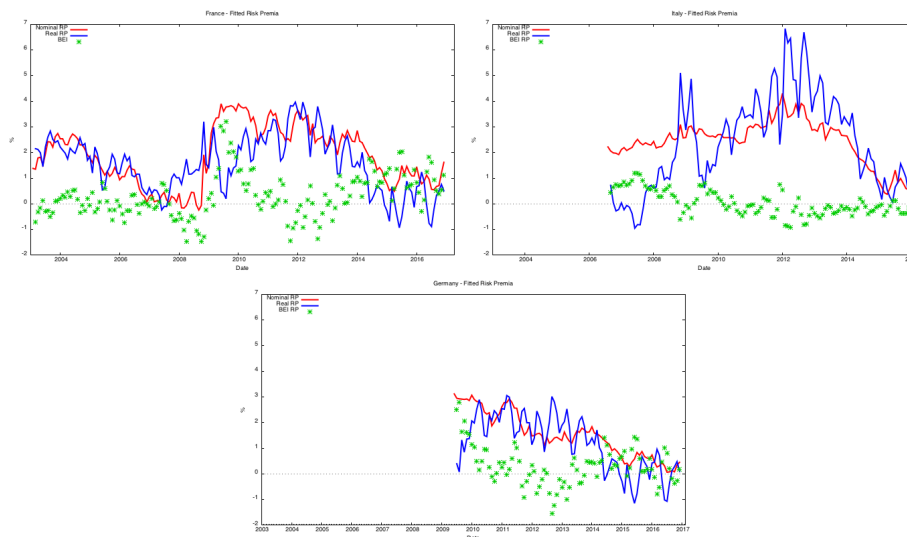 France - Fitted Risk Premia
Nominal RP
Real RP
BEI
7
6
5
4
3
2
1
0
-1
-2
%
2004 2006 2008 2010 2012 2014 2016
Date
Italy - Fitted Risk Premia
Nominal RP
Real RP
BEI RP
7
6
5
4
3
2
1
0
-1
-2
%
2008 2010 2012 2014
Date
Germany - Fitted Risk Premia
Nominal RP
Real RP
BEI RP
7
6
5
4
3
2
1
0
-1
-2
%
2003 2004 2005 2006 2007 2008 2009 2010 2011 2012 2013 2014 2015 2016 2017